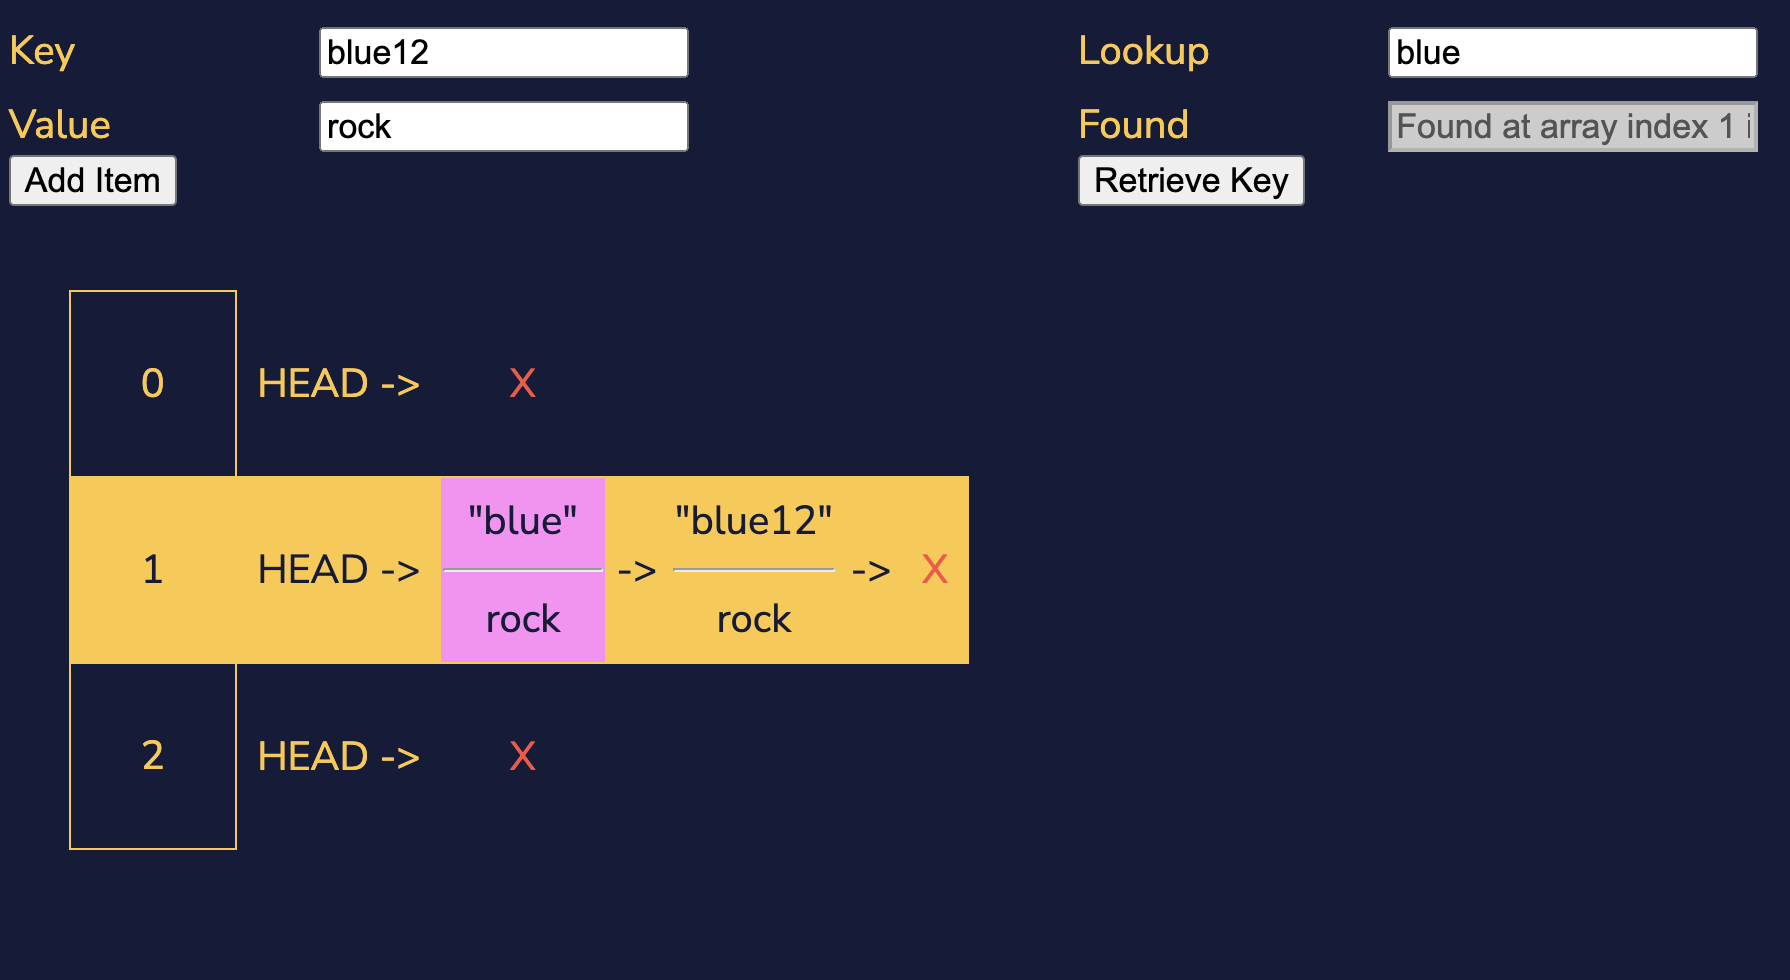 Key
blue12
Lookup
blue
Value
rock
Found
Found at array index 1 i
Add Item
Retrieve Key
0 HEAD -> X
"blue" "blue12"
1 HEAD -> -> -> X
rock rock
2 HEAD -> X